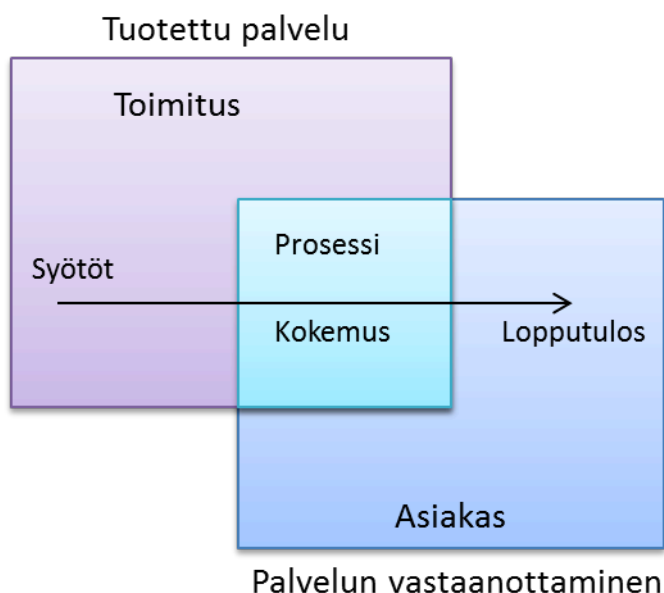 Tuotettu palvelu
Toimitus
Prosessi
Syötöt
Kokemus
Lopputulos
Asiakas
Palvelun vastaanottaminen